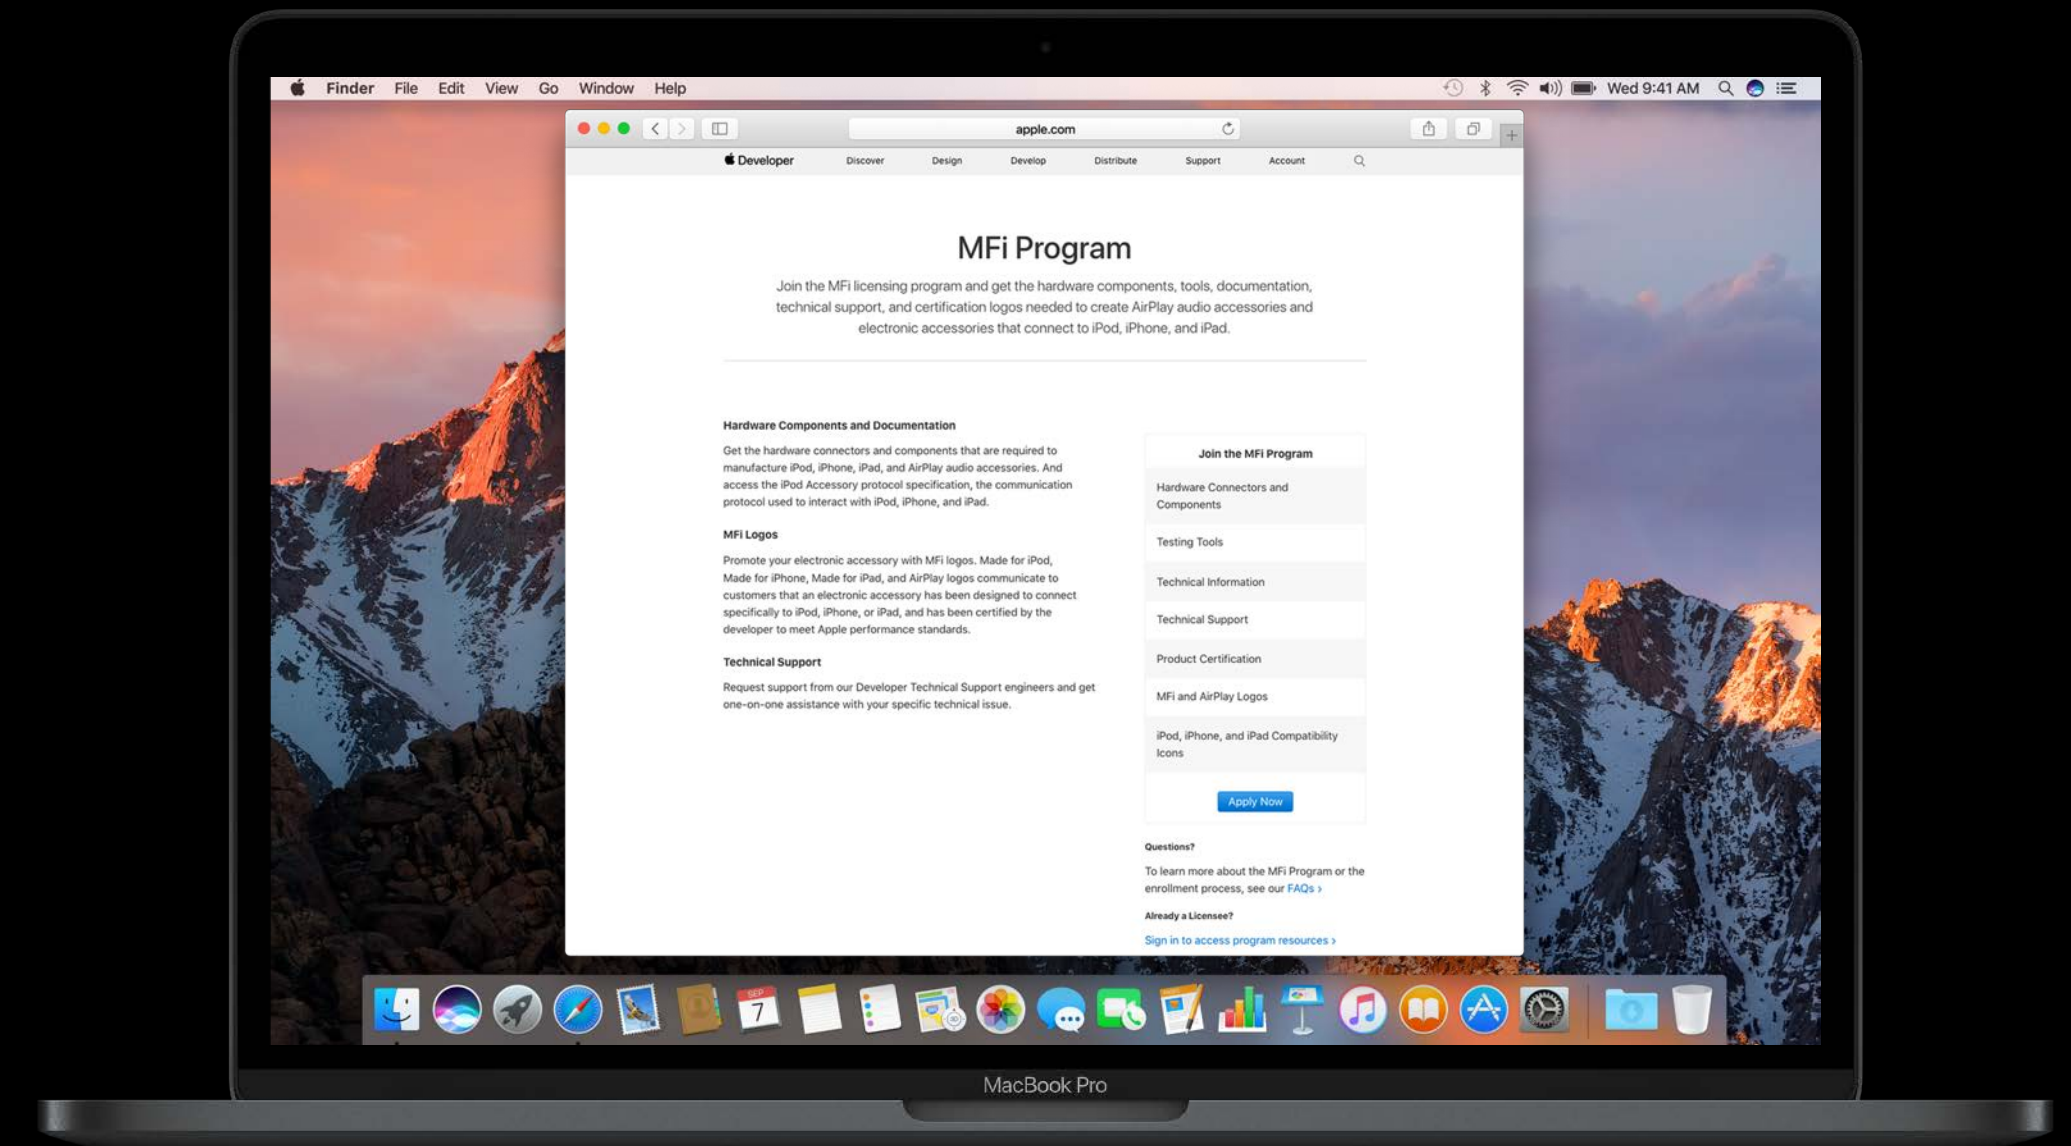 Finder File Edit View Go Window Help
Wed 9:41 AM
apple.com
Developer Discover Design Develop Distribute Support Account
MFi Program
Join the MFi licensing program and get the hardware components, tools, documentation,
technical support, and certification logos needed to create AirPlay audio accessories and
electronic accessories that connect to iPod, iPhone, and iPad.
Hardware Components and Documentation
Get the hardware connectors and components that are required to
manufacture iPod, iPhone, iPad, and AirPlay audio accessories. And
access the iPod Accessory protocol specification, the communication
protocol used to interact with iPod, iPhone, and iPad.
MFi Logos
Promote your electronic accessory with MFi logos. Made for iPod,
Made for iPhone, Made for iPad, and AirPlay logos communicate to
customers that an electronic accessory has been designed to connect
specifically to iPod, iPhone, or iPad, and has been certified by the
developer to meet Apple performance standards.
Technical Support
Request support from our Developer Technical Support engineers and get
one-on-one assistance with your specific technical issue.
Join the MFi Program
Hardware Connectors and
Components
Testing Tools
Technical Information
Technical Support
Product Certification
MFi and AirPlay Logos
iPod, iPhone, and iPad Compatibility
Icons
Apply Now
Questions?
To learn more about the MFi Program or the
enrollment process, see our FAQs ›
Already a Licensee?
Sign in to access program resources ›
SEP
7
3D
MacBook Pro